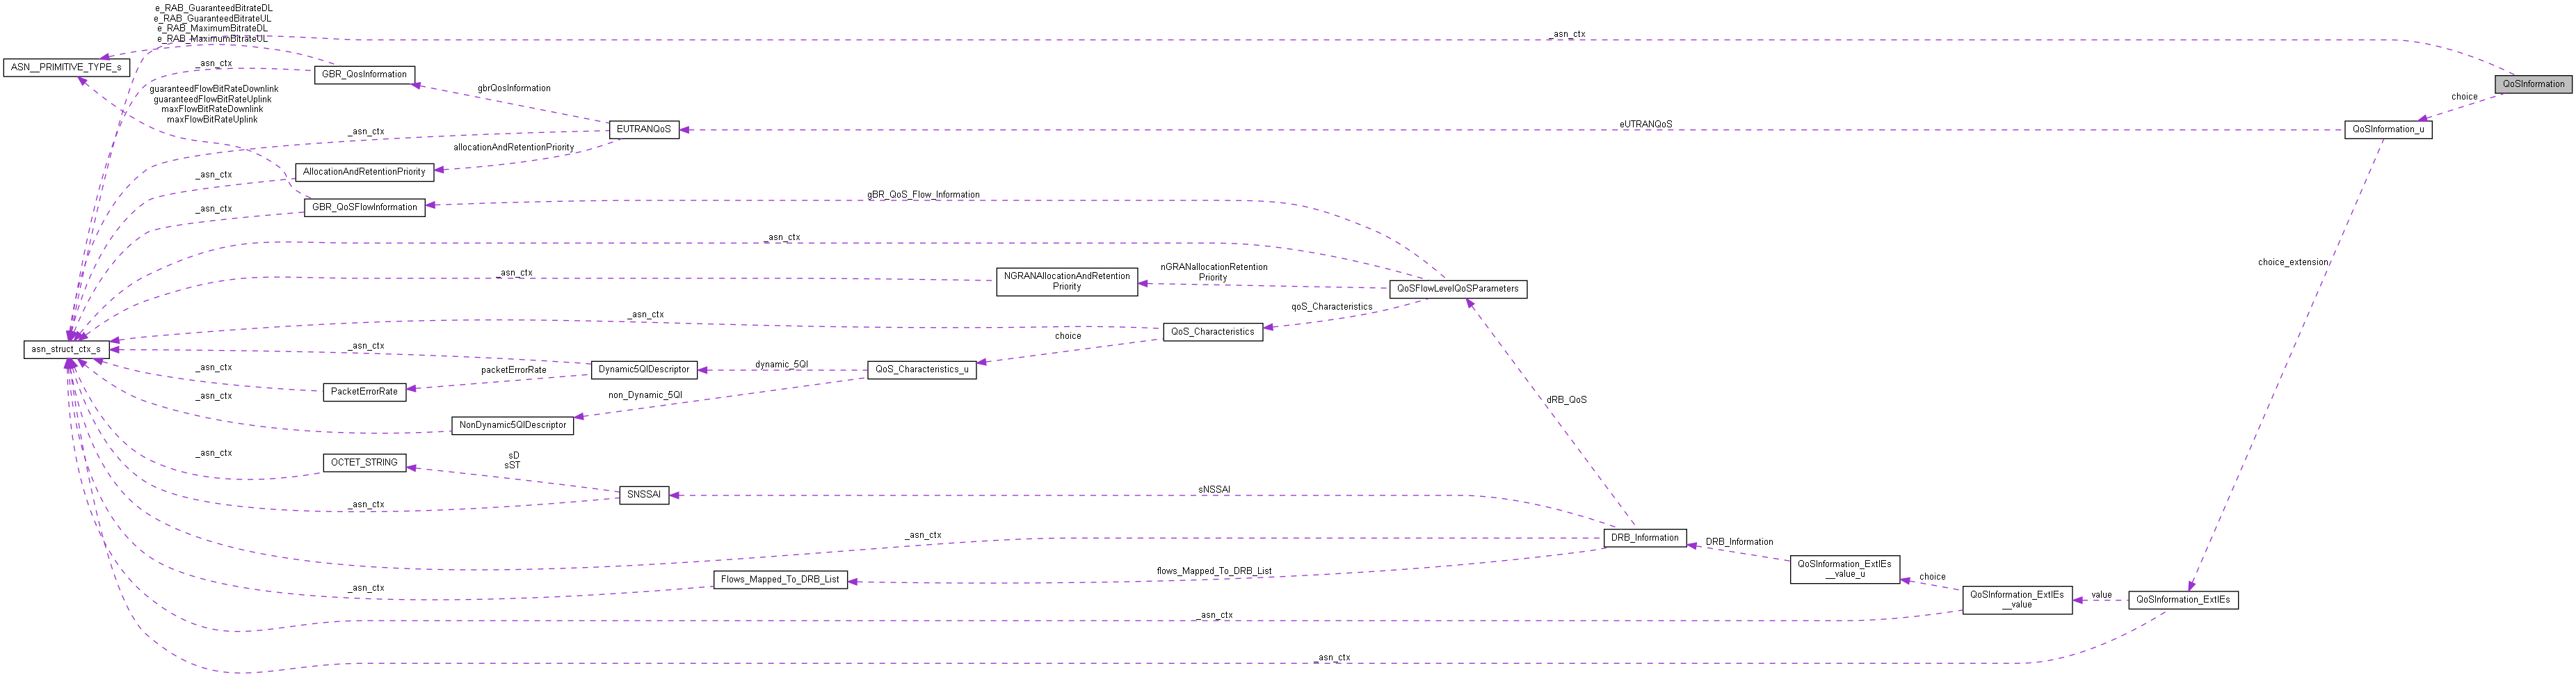 e_RAB_GuaranteedBitrateDL
e_RAB_GuaranteedBitrateUL
e_RAB_MaximumBitrateDL
e_RAB_MaximumBitrateUL
_asn_ctx
ASN__PRIMITIVE_TYPE_s
_asn_ctx
GBR_QosInformation
QoSInformation
gbrQosInformation
choice
guaranteedFlowBitRateDownlink
guaranteedFlowBitRateUplink
maxFlowBitRateDownlink
maxFlowBitRateUplink
_asn_ctx
EUTRANQoS
eUTRANQoS
QoSInformation_u
allocationAndRetentionPriority
_asn_ctx
AllocationAndRetentionPriority
gBR_QoS_Flow_Information
_asn_ctx
GBR_QoSFlowInformation
_asn_ctx
choice_extension
_asn_ctx
NGRANAllocationAndRetention
Priority
nGRANallocationRetention
Priority
QoSFlowLevelQoSParameters
qoS_Characteristics
_asn_ctx
QoS_Characteristics
choice
asn_struct_ctx_s
_asn_ctx
dynamic_5QI
QoS_Characteristics_u
Dynamic5QIDescriptor
packetErrorRate
_asn_ctx
PacketErrorRate
non_Dynamic_5QI
_asn_ctx
dRB_QoS
NonDynamic5QIDescriptor
_asn_ctx
OCTET_STRING
sD
sST
SNSSAI
sNSSAI
_asn_ctx
_asn_ctx
DRB_Information
DRB_Information
QoSInformation_ExtIEs
__value_u
flows_Mapped_To_DRB_List
Flows_Mapped_To_DRB_List
_asn_ctx
choice
QoSInformation_ExtIEs
__value
value
QoSInformation_ExtIEs
_asn_ctx
_asn_ctx